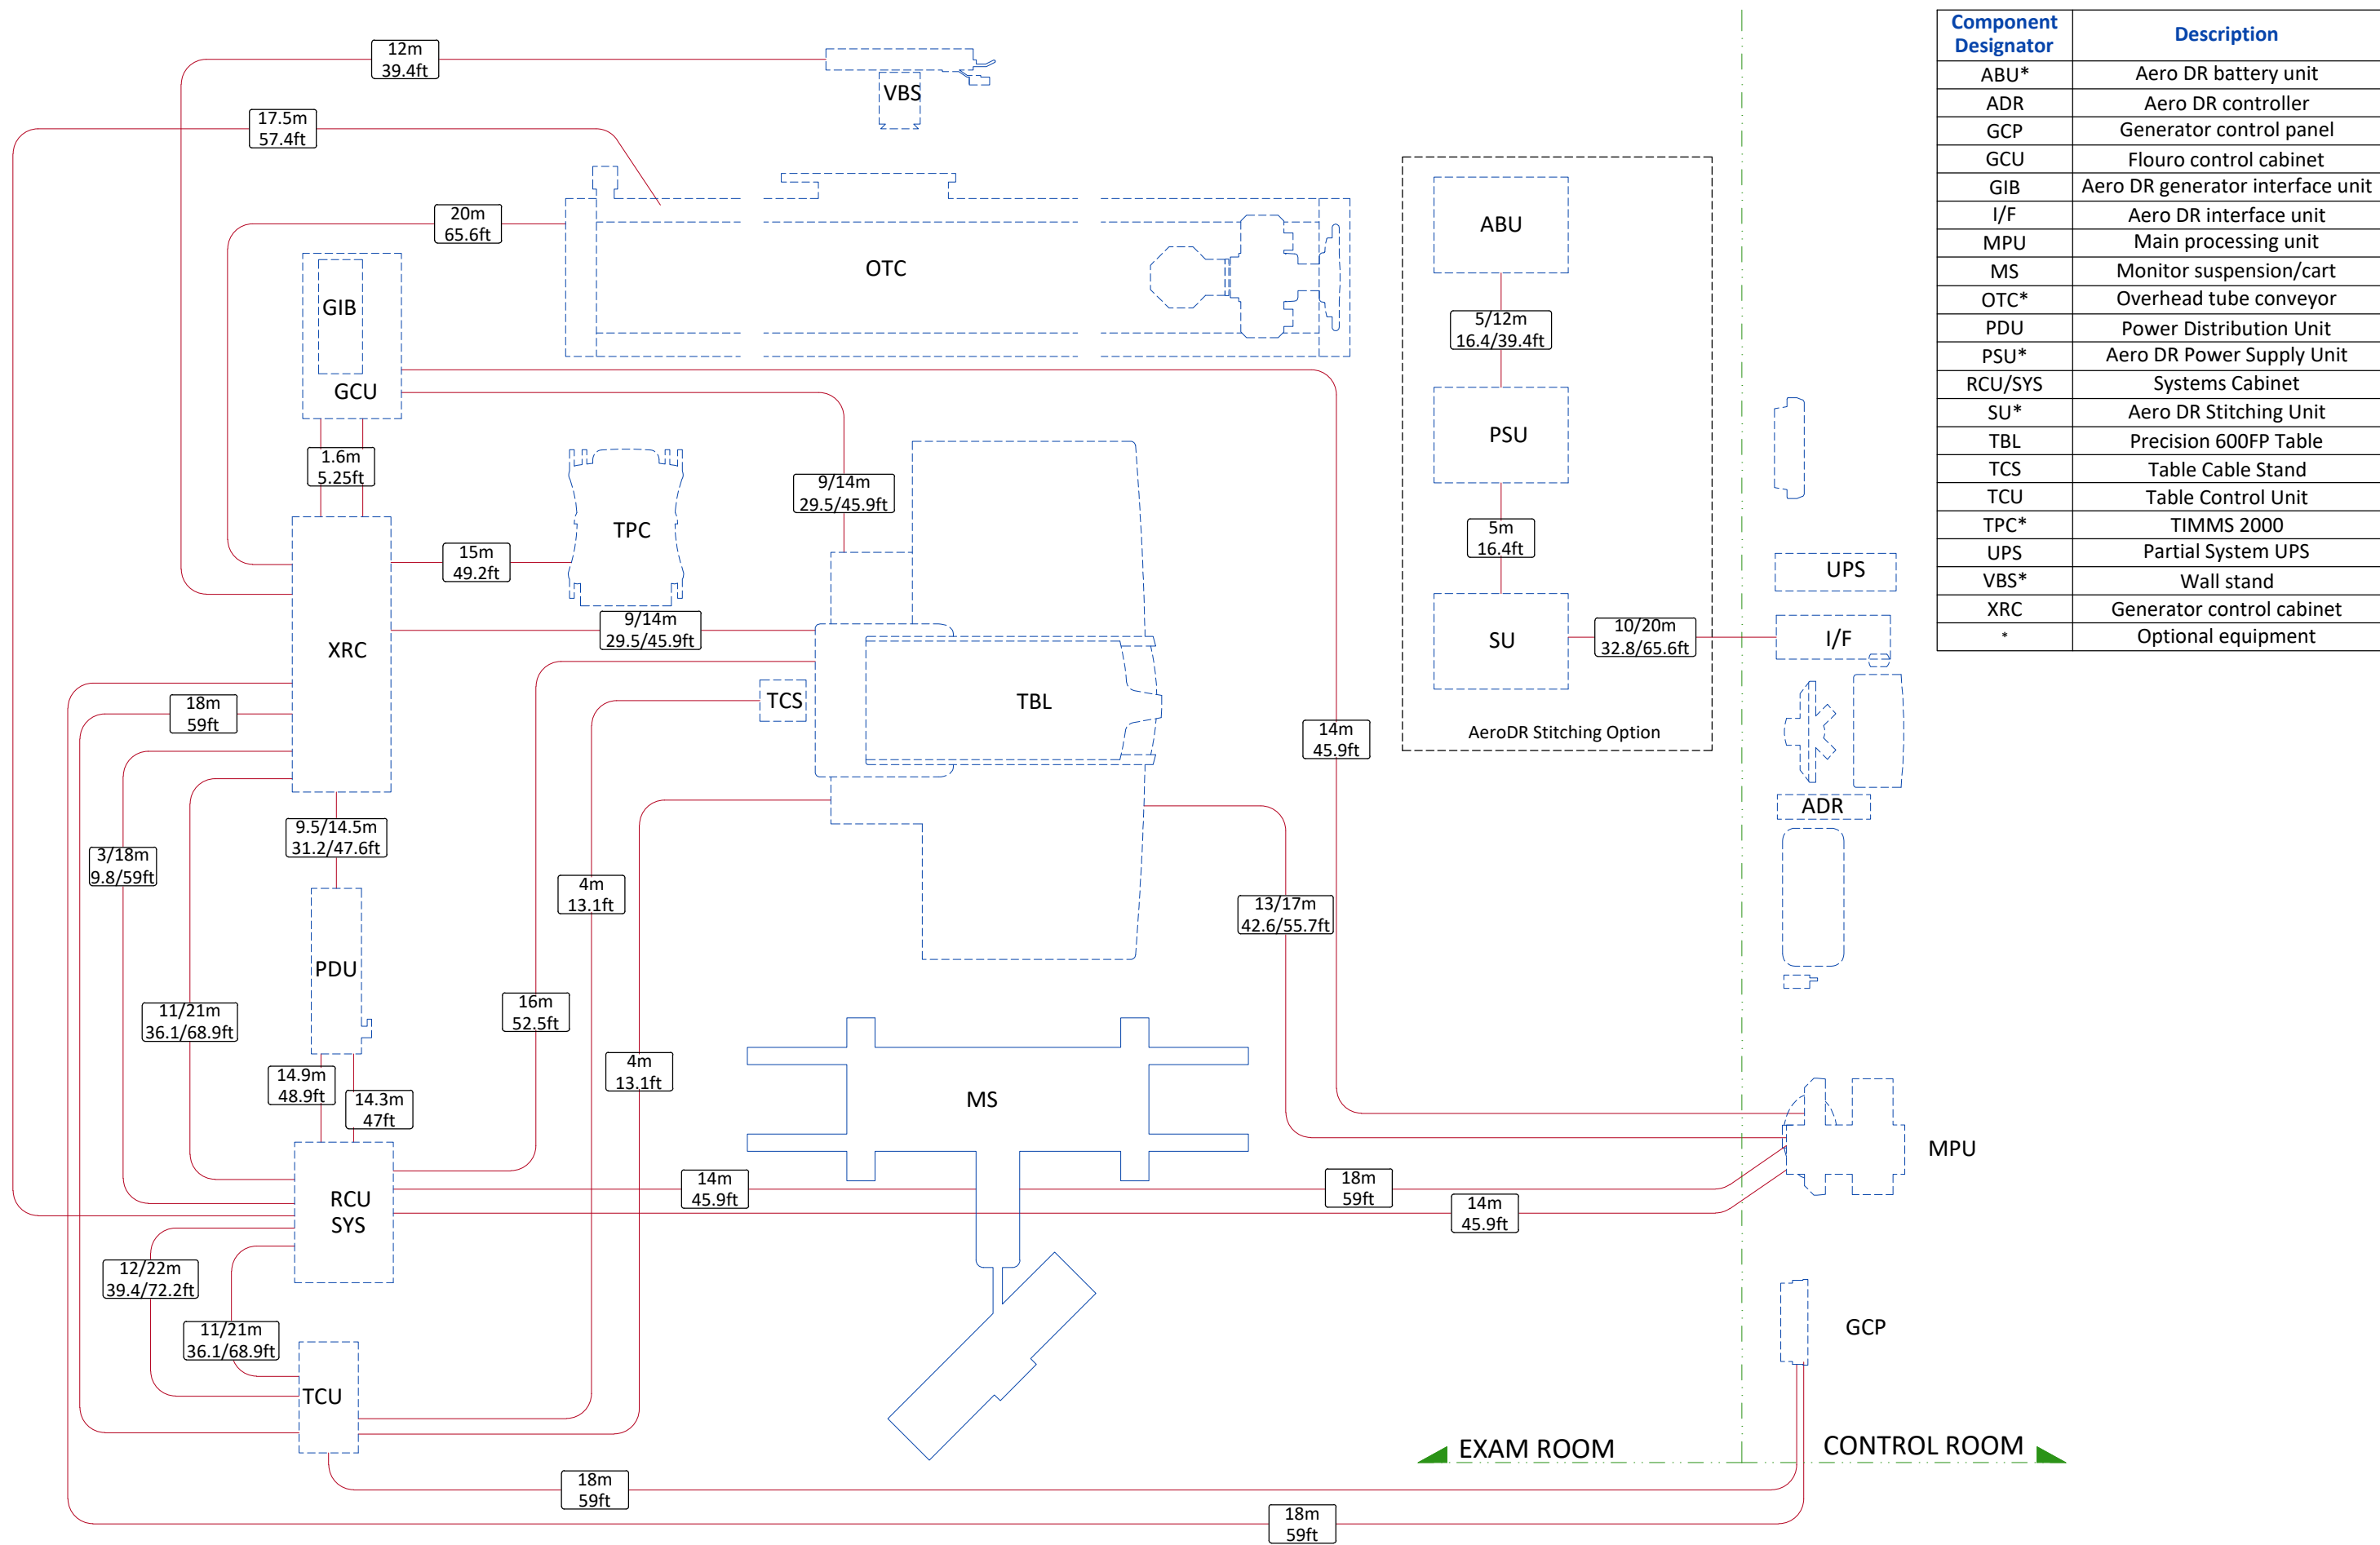 12m
39.4ft
VBS
17.5m
57.4ft
20m
65.6ft
OTC
GIB
GCU
1.6m
5.25ft
TPC
9/14m
29.5/45.9ft
15m
49.2ft
9/14m
29.5/45.9ft
XRC
TCS
TBL
18m
59ft
14m
45.9ft
9.5/14.5m
31.2/47.6ft
3/18m
9.8/59ft
4m
13.1ft
13/17m
42.6/55.7ft
PDU
11/21m
36.1/68.9ft
16m
52.5ft
4m
13.1ft
14.9m
48.9ft
14.3m
47ft
MS
RCU
SYS
14m
45.9ft
18m
59ft
14m
45.9ft
12/22m
39.4/72.2ft
11/21m
36.1/68.9ft
TCU
18m
59ft
18m
59ft
ABU
5/12m
16.4/39.4ft
PSU
5m
16.4ft
SU
10/20m
32.8/65.6ft
AeroDR Stitching Option
UPS
I/F
ADR
MPU
GCP
EXAM ROOM
CONTROL ROOM
Component
Designator
Description
ABU* Aero DR battery unit
ADR Aero DR controller
GCP Generator control panel
GCU Flouro control cabinet
GIB Aero DR generator interface unit
I/F Aero DR interface unit
MPU Main processing unit
MS Monitor suspension/cart
OTC* Overhead tube conveyor
PDU Power Distribution Unit
PSU* Aero DR Power Supply Unit
RCU/SYS Systems Cabinet
SU* Aero DR Stitching Unit
TBL Precision 600FP Table
TCS Table Cable Stand
TCU Table Control Unit
TPC* TIMMS 2000
UPS Partial System UPS
VBS* Wall stand
XRC Generator control cabinet
* Optional equipment